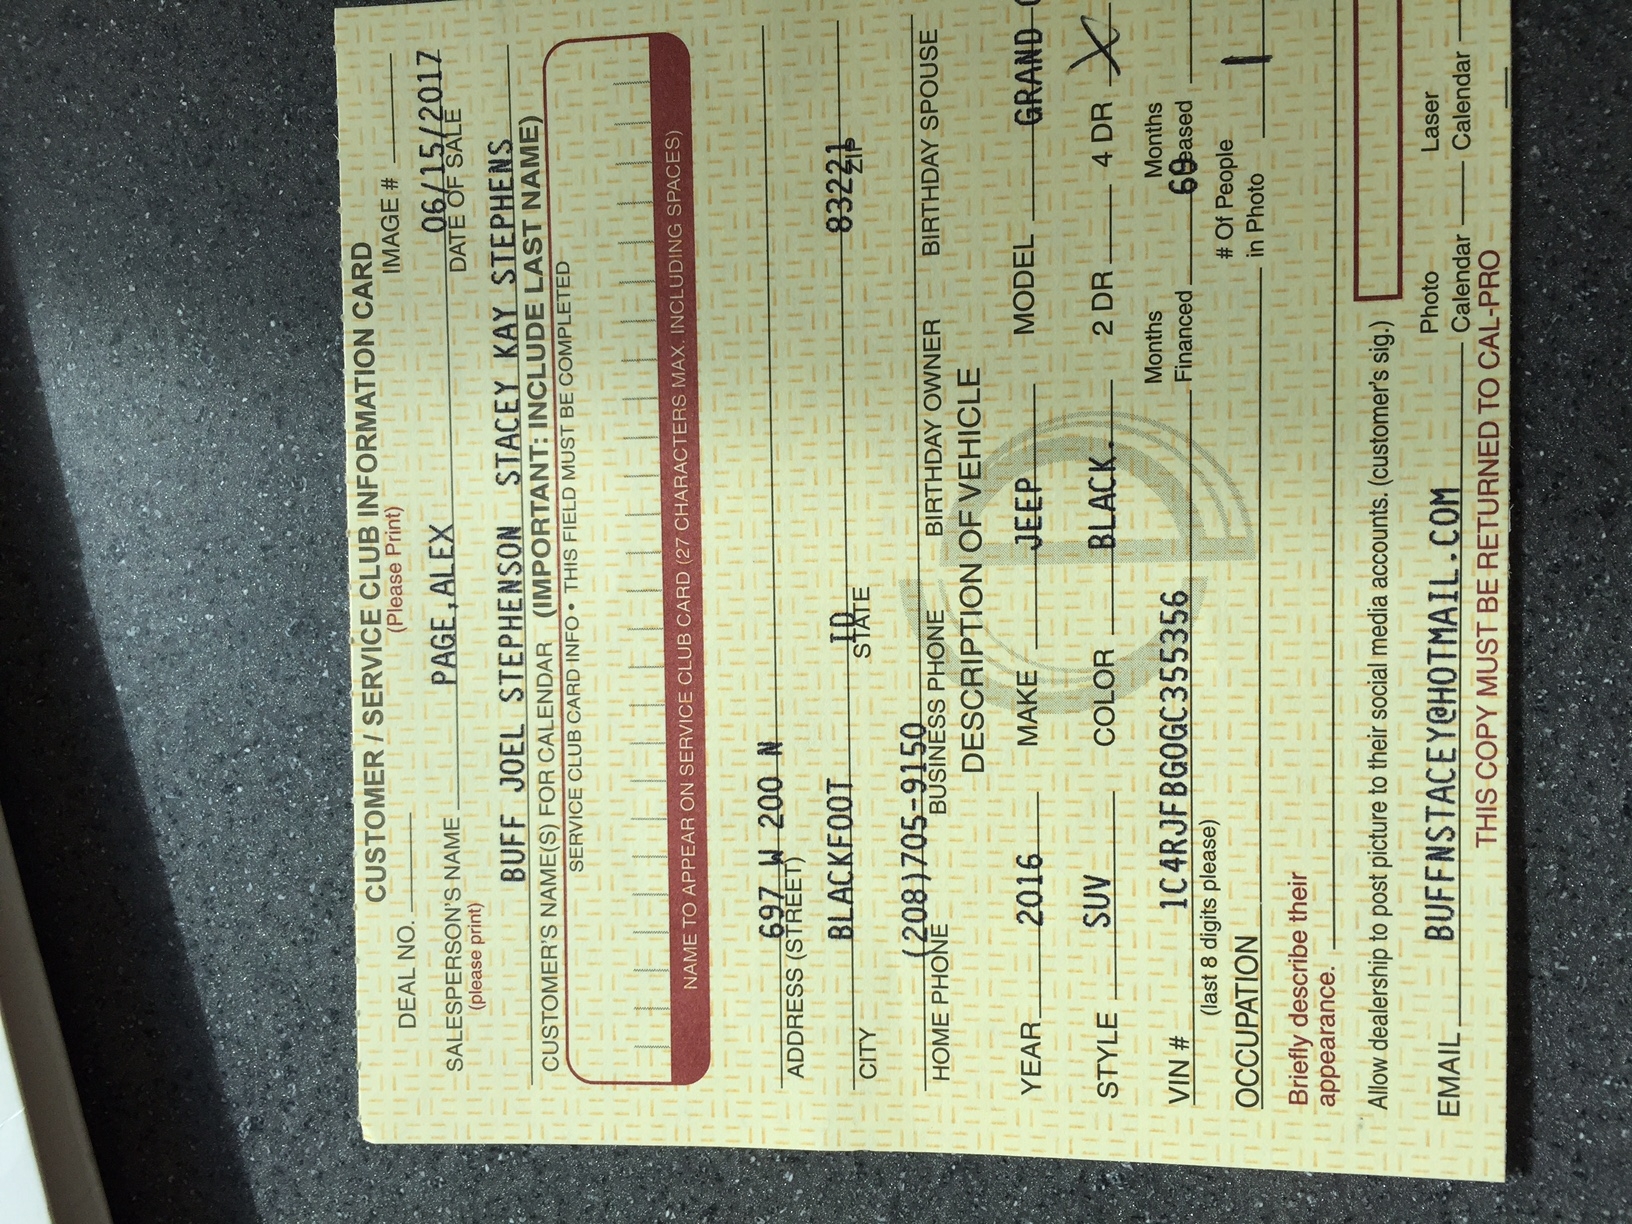 CUSTOMER / SERVICE CLUB INFORMATION CARD
(Please Print)
DEAL NO. IMAGE #
PAGE,ALEX 06/15/2017
SALESPERSON'S NAME DATE OF SALE
(please print)
BUFF JOEL STEPHENSON STACEY KAY STEPHENS
CUSTOMER'S NAME(S) FOR CALENDAR (IMPORTANT: INCLUDE LAST NAME)
SERVICE CLUB CARD INFO • THIS FIELD MUST BE COMPLETED
NAME TO APPEAR ON SERVICE CLUB CARD (27 CHARACTERS MAX. INCLUDING SPACES)
697 W 200 N
ADDRESS (STREET)
BLACKFOOT ID 83221
CITY STATE ZIP
(208)705-9150
HOME PHONE BUSINESS PHONE BIRTHDAY OWNER BIRTHDAY SPOUSE
DESCRIPTION OF VEHICLE
YEAR 2016 MAKE JEEP MODEL GRAND
STYLE SUV COLOR BLACK. 2 DR 4 DR X
VIN # 1C4RJFBG0GC355356 Months Financed Months Leased
(last 8 digits please)
OCCUPATION # Of People in Photo 1
Briefly describe their
appearance.
Allow dealership to post picture to their social media accounts. (customer's sig.)
EMAIL BUFFNSTACEY@HOTMAIL.COM Photo Calendar Laser Calendar
THIS COPY MUST BE RETURNED TO CAL-PRO